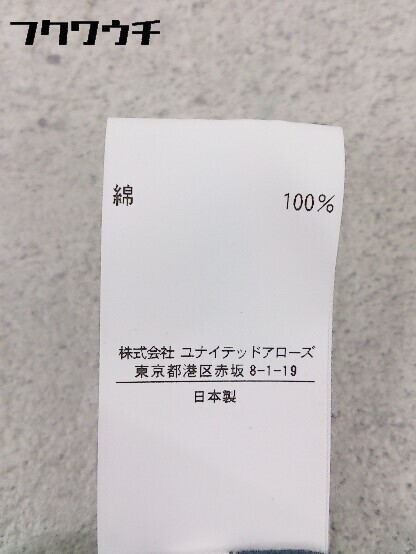 フクワウチ
綿 100%
株式会社 ユナイテッドアローズ
東京都港区赤坂 8-1-19
日本製